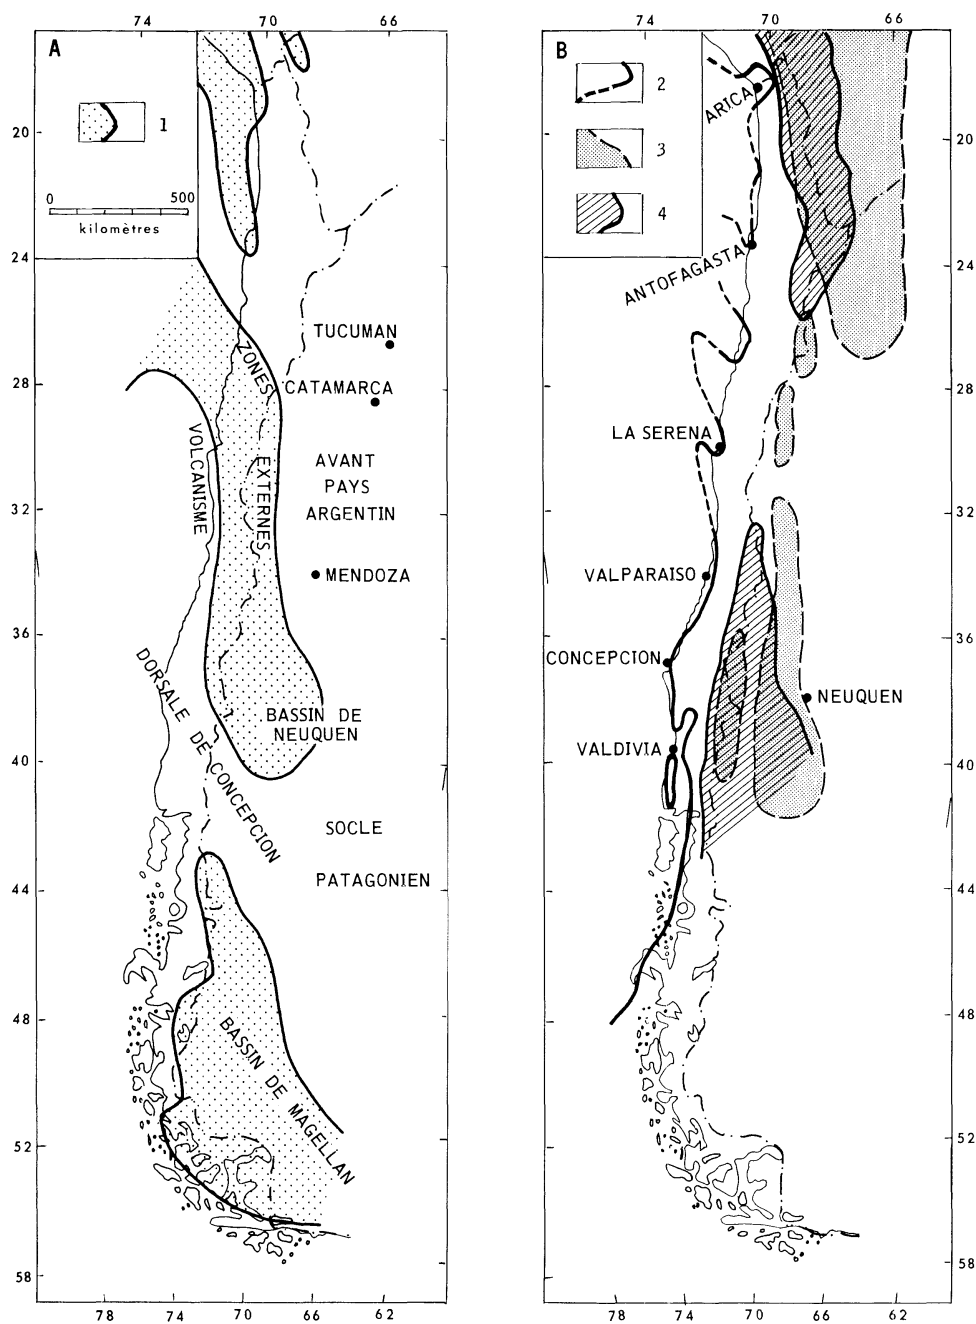 74 70 66
A
1
0 500
kilomètres
20
24
28
32
36
40
44
48
52
58
TUCUMAN
ZONES
CATAMARCA
VOLCANISME
EXTERNES
AVANT
PAYS
ARGENTIN
MENDOZA
DORSALE DE CONCEPCION
BASSIN DE
NEUQUEN
SOCLE
PATAGONIEN
BASSIN DE MAGELLAN
78 74 70 66 62
74 70 66
B
2
3
4
ARICA
ANTOFAGASTA
LA SERENA
VALPARAISO
CONCEPCION
NEUQUEN
VALDIVIA
20
24
28
32
36
40
44
48
52
58
78 74 70 66 62